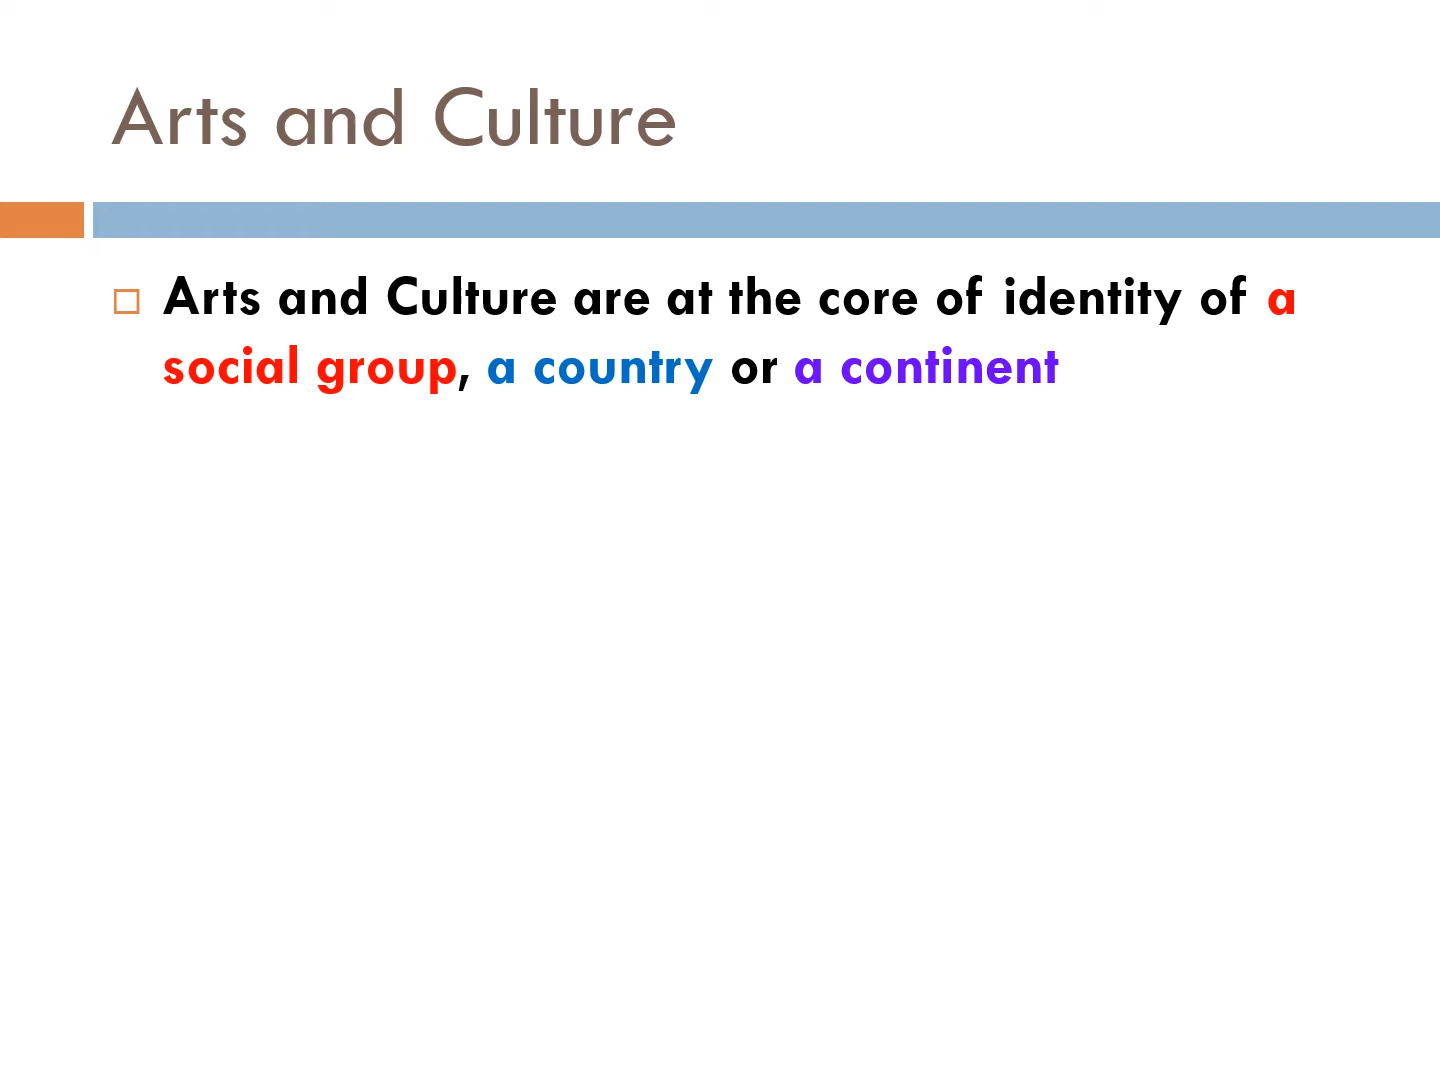 Arts and Culture
Arts and Culture are at the core of identity of a
social group, a country or a continent